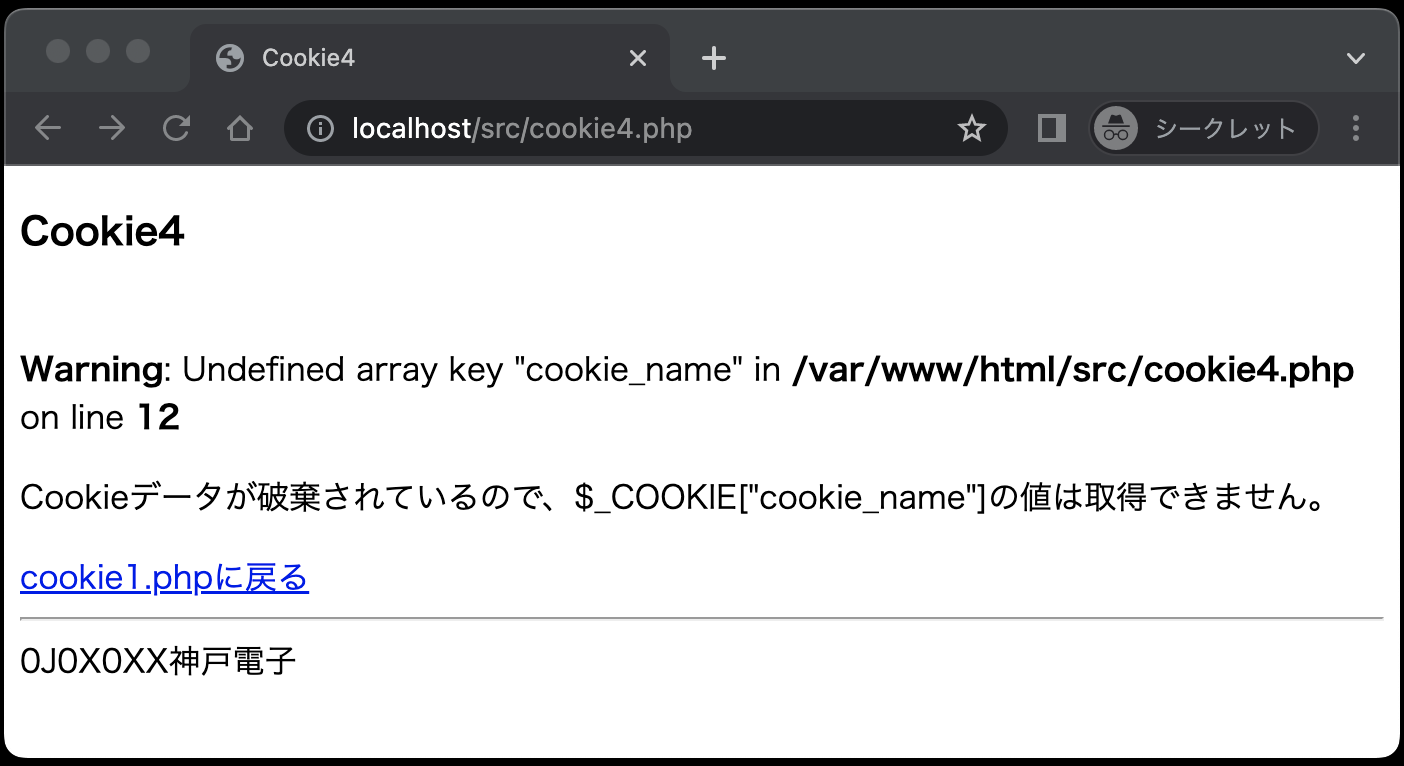 Cookie4
localhost/src/cookie4.php
シークレット
Cookie4
Warning: Undefined array key "cookie_name" in /var/www/html/src/cookie4.php
on line 12
Cookieデータが破棄されているので、$_COOKIE["cookie_name"]の値は取得できません。
cookie1.phpに戻る
0J0X0XX神戸電子